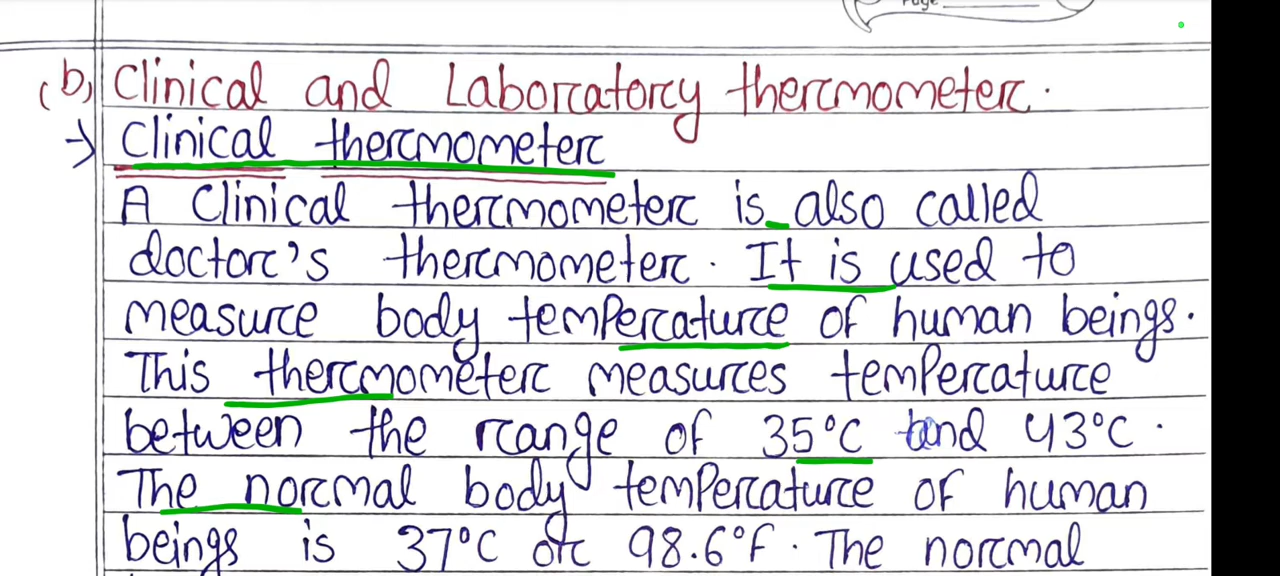 Page
(b) Clinical and Laboratory thermometer.
→ Clinical thermometer
A Clinical thermometer is also called
doctor's thermometer. It is used to
measure body temperature of human beings.
This thermometer measures temperature
between the range of 35°C and 43°C.
The normal body temperature of human
beings is 37°C or 98.6°F. The normal